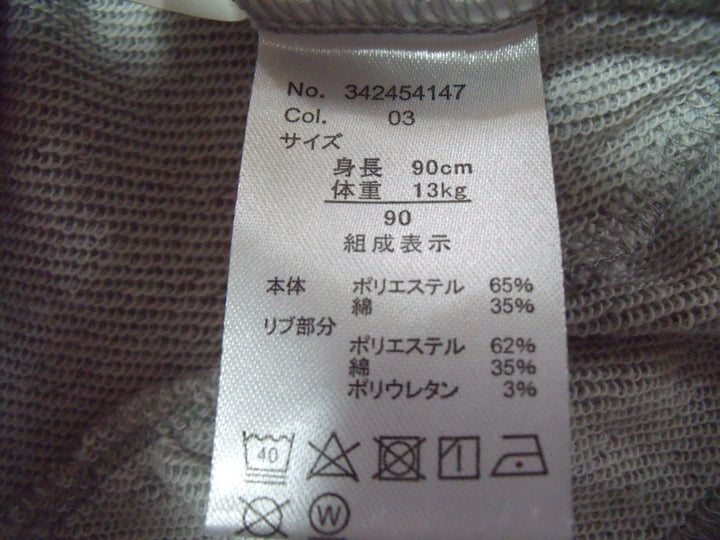 No. 342454147
Col. 03
サイズ
身長 90cm
体重 13kg
90
組成表示
本体 ポリエステル 65%
綿 35%
リブ部分
ポリエステル 62%
綿 35%
ポリウレタン 3%
40
W